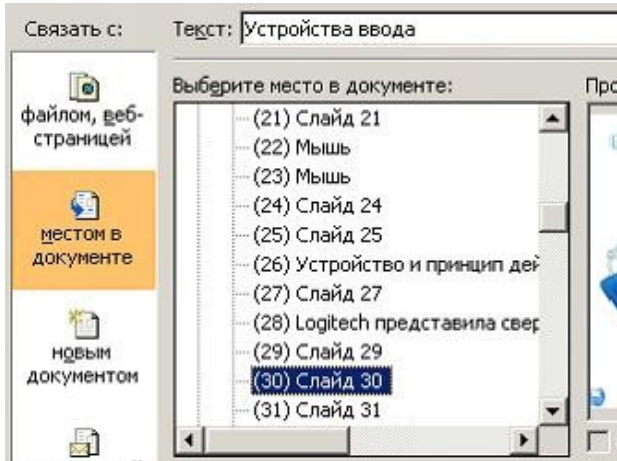 Связать с:
Текст: Устройства ввода
файлом, веб-
страницей
местом в
документе
новым
документом
Выберите место в документе:
(21) Слайд 21
(22) Мышь
(23) Мышь
(24) Слайд 24
(25) Слайд 25
(26) Устройство и принцип дей
(27) Слайд 27
(28) Logitech представила свер
(29) Слайд 29
(30) Слайд 30
(31) Слайд 31
Про